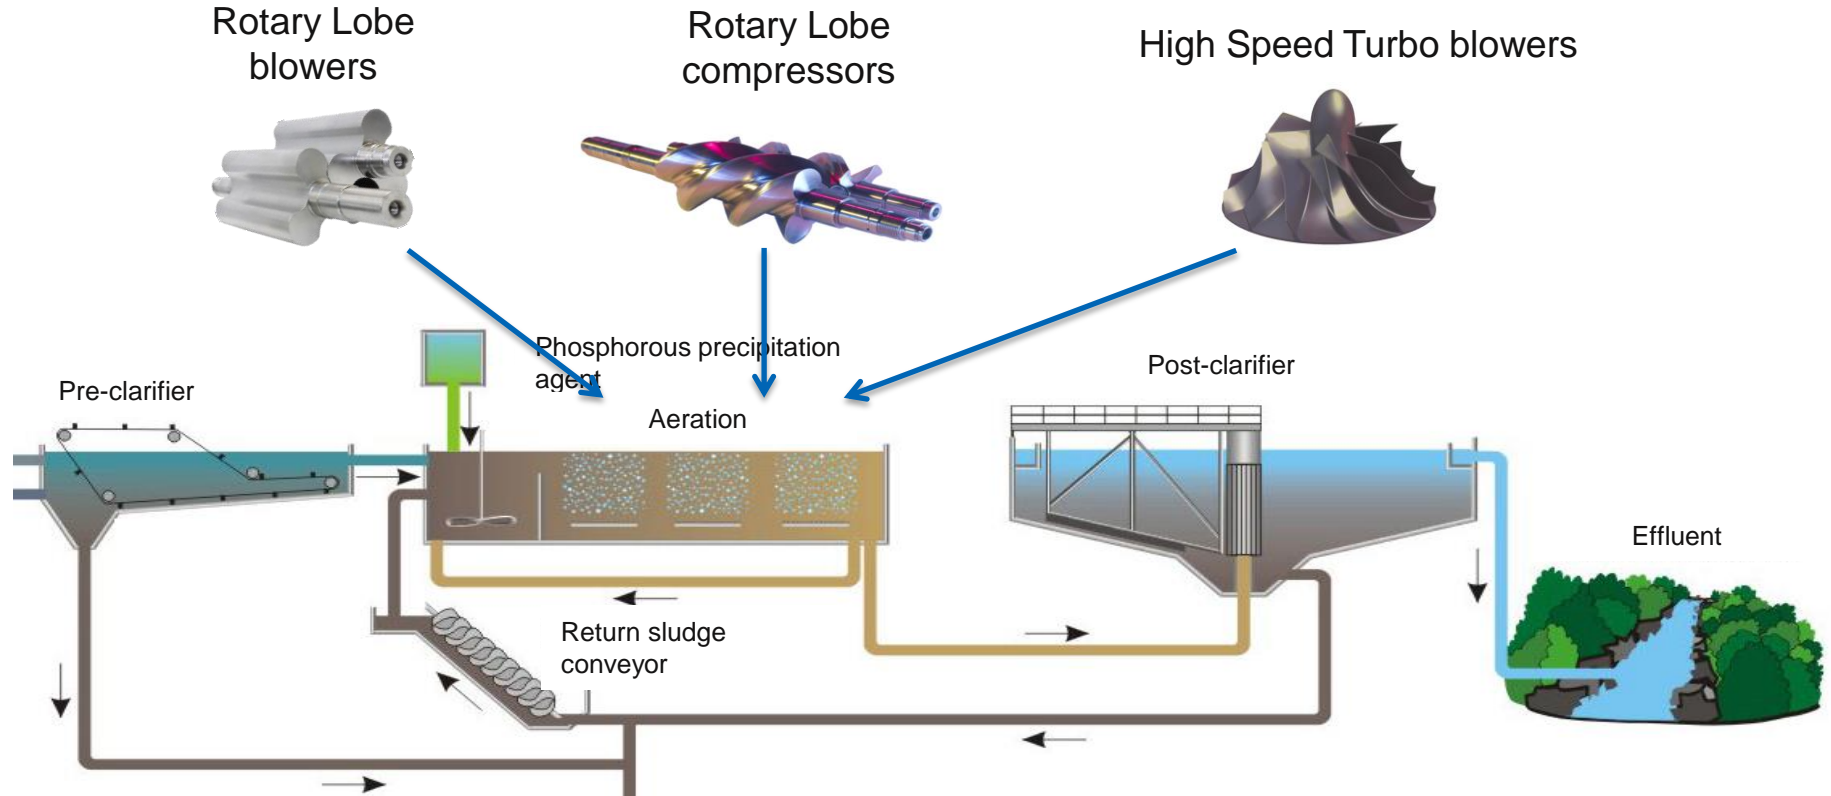 Rotary Lobe
blowers
Rotary Lobe
compressors
High Speed Turbo blowers
Phosphorous precipitation
agent
Post-clarifier
Pre-clarifier
Aeration
Effluent
Return sludge
conveyor